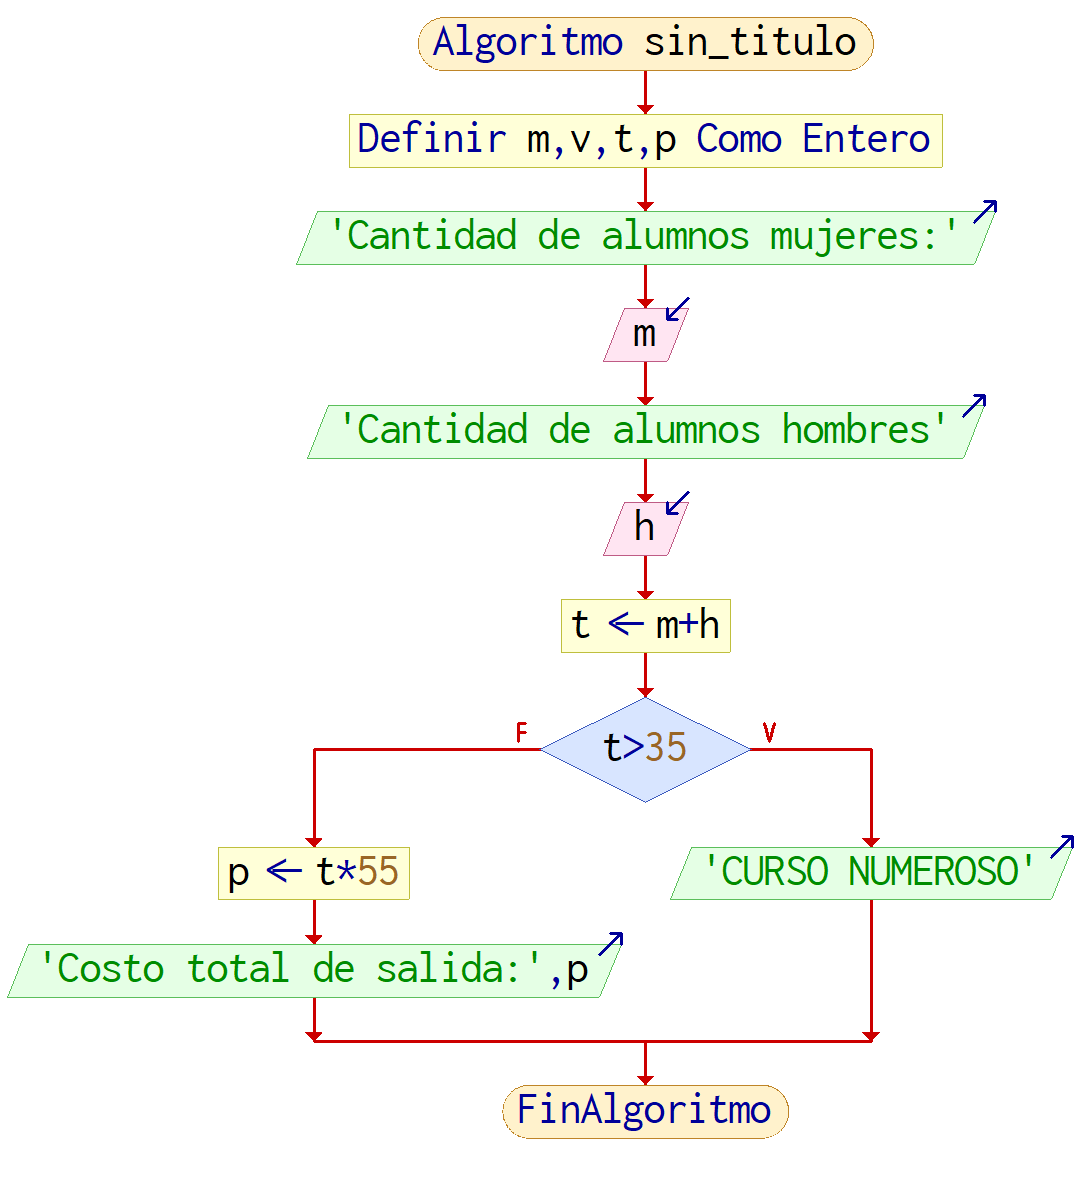 Algoritmo sin_titulo
Definir m,v,t,p Como Entero
'Cantidad de alumnos mujeres:'
m
'Cantidad de alumnos hombres'
h
t ← m+h
t>35
F
V
p ← t*55
'CURSO NUMEROSO'
'Costo total de salida:',p
FinAlgoritmo